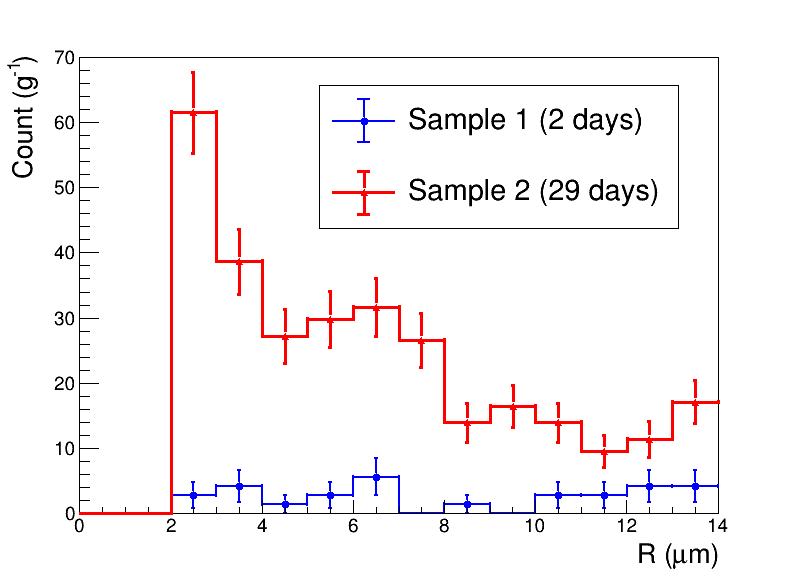 Count (g⁻¹)
70
60
50
40
30
20
10
0
Sample 1 (2 days)
Sample 2 (29 days)
0 2 4 6 8 10 12 14
R (μm)